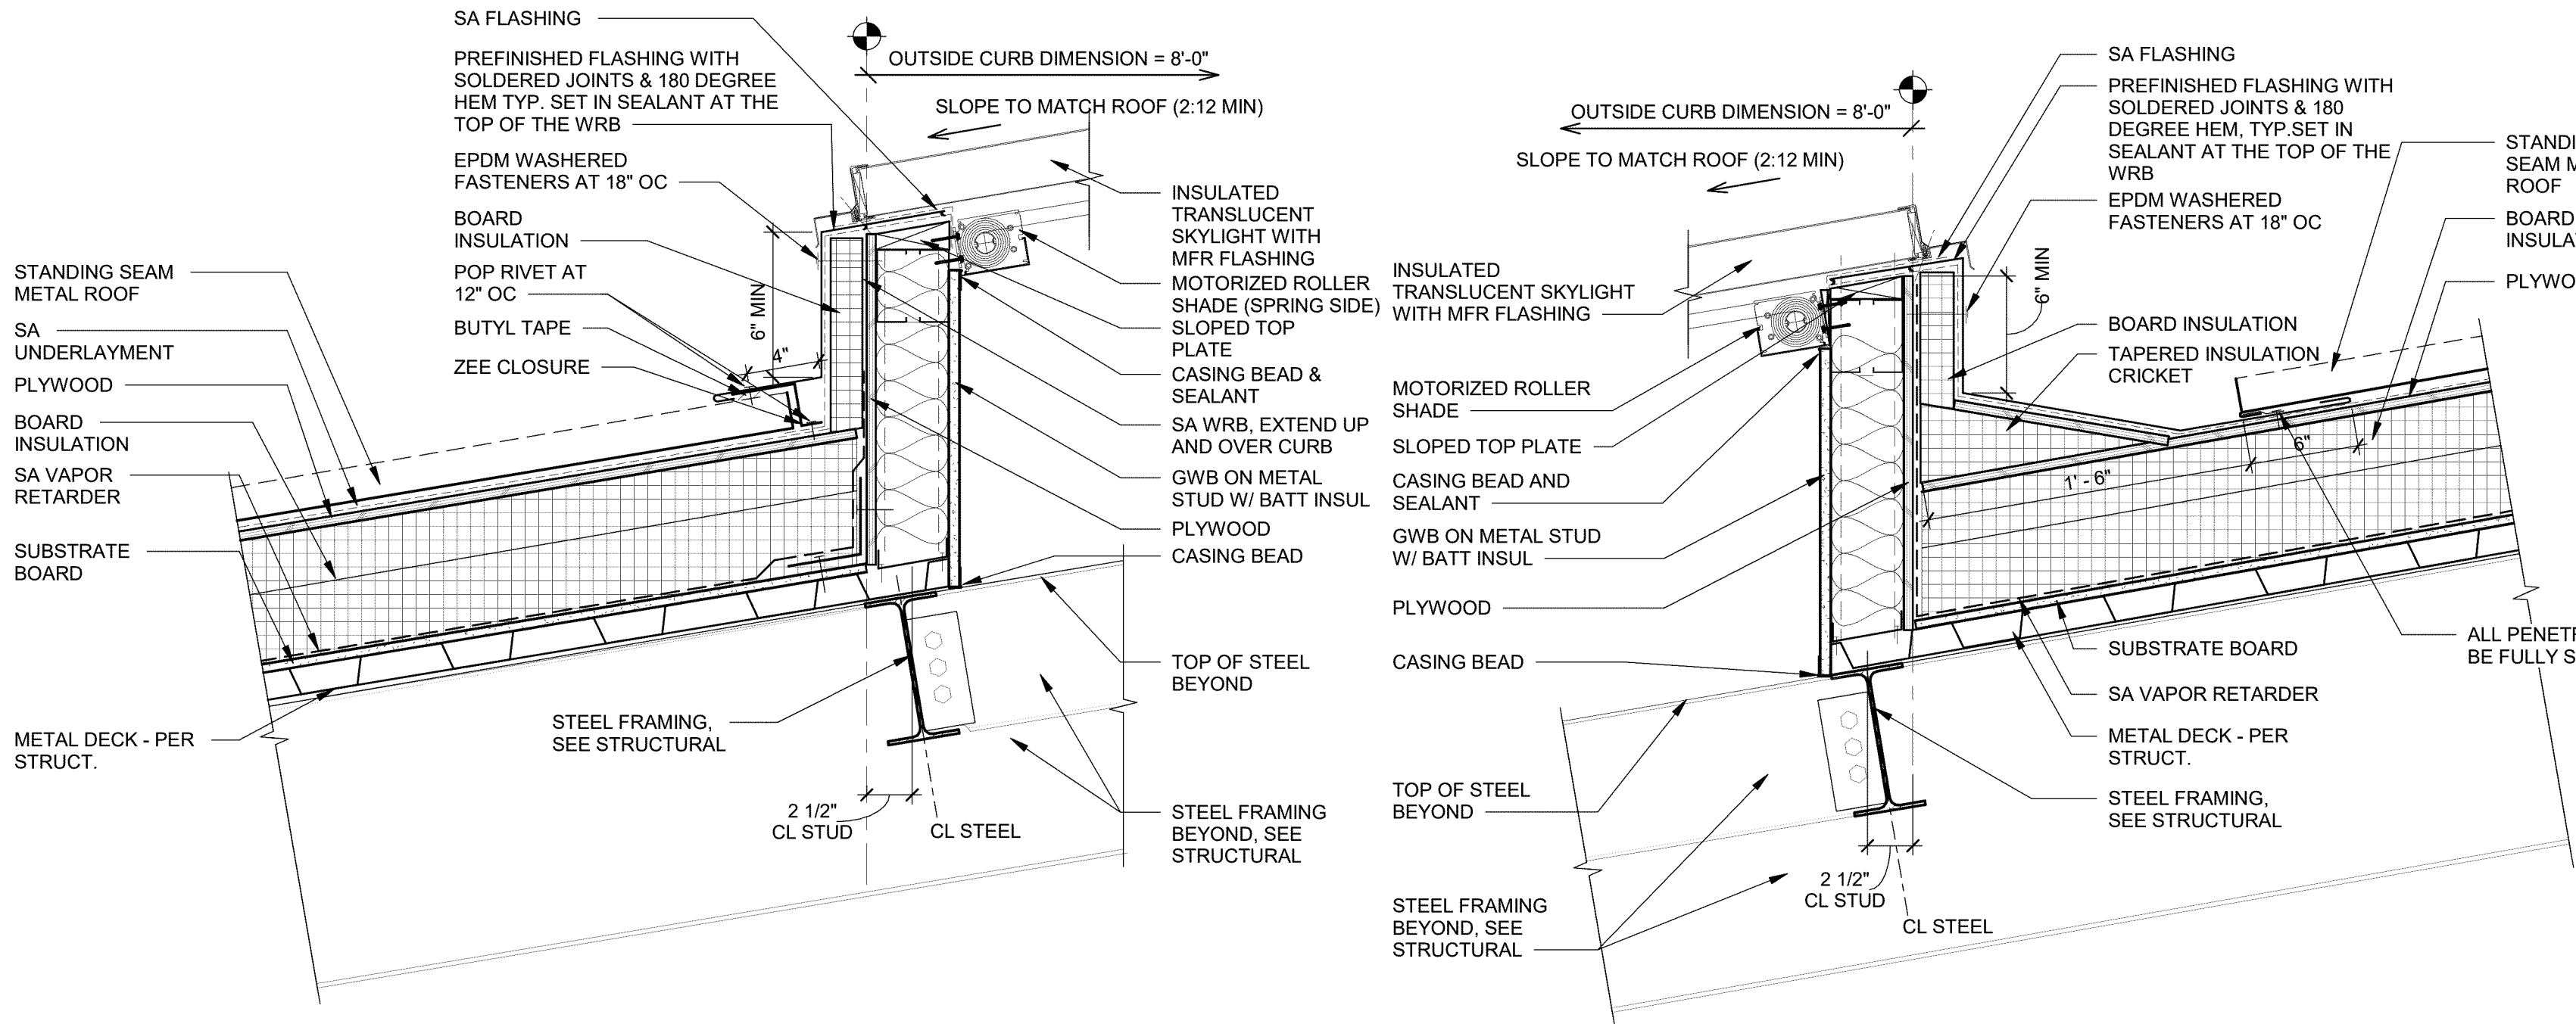 SA FLASHING
PREFINISHED FLASHING WITH
SOLDERED JOINTS & 180 DEGREE
HEM TYP. SET IN SEALANT AT THE
TOP OF THE WRB
EPDM WASHERED
FASTENERS AT 18" OC
BOARD
INSULATION
POP RIVET AT
12" OC
BUTYL TAPE
ZEE CLOSURE
STANDING SEAM
METAL ROOF
SA
UNDERLAYMENT
PLYWOOD
BOARD
INSULATION
SA VAPOR
RETARDER
SUBSTRATE
BOARD
METAL DECK - PER
STRUCT.
OUTSIDE CURB DIMENSION = 8'-0"
SLOPE TO MATCH ROOF (2:12 MIN)
6" MIN
4"
INSULATED
TRANSLUCENT
SKYLIGHT WITH
MFR FLASHING
MOTORIZED ROLLER
SHADE (SPRING SIDE)
SLOPED TOP
PLATE
CASING BEAD &
SEALANT
SA WRB, EXTEND UP
AND OVER CURB
GWB ON METAL
STUD W/ BATT INSUL
PLYWOOD
CASING BEAD
TOP OF STEEL
BEYOND
STEEL FRAMING
BEYOND, SEE
STRUCTURAL
STEEL FRAMING,
SEE STRUCTURAL
2 1/2"
CL STUD
CL STEEL
OUTSIDE CURB DIMENSION = 8'-0"
SLOPE TO MATCH ROOF (2:12 MIN)
INSULATED
TRANSLUCENT SKYLIGHT
WITH MFR FLASHING
MOTORIZED ROLLER
SHADE
SLOPED TOP PLATE
CASING BEAD AND
SEALANT
GWB ON METAL STUD
W/ BATT INSUL
PLYWOOD
CASING BEAD
TOP OF STEEL
BEYOND
STEEL FRAMING
BEYOND, SEE
STRUCTURAL
2 1/2"
CL STUD
CL STEEL
SA FLASHING
PREFINISHED FLASHING WITH
SOLDERED JOINTS & 180
DEGREE HEM, TYP.SET IN
SEALANT AT THE TOP OF THE
WRB
EPDM WASHERED
FASTENERS AT 18" OC
6" MIN
BOARD INSULATION
TAPERED INSULATION
CRICKET
6"
1' - 6"
SUBSTRATE BOARD
SA VAPOR RETARDER
METAL DECK - PER
STRUCT.
STEEL FRAMING,
SEE STRUCTURAL
STANDI
SEAM M
ROOF
BOARD
INSULA
PLYWO
ALL PENETR
BE FULLY S